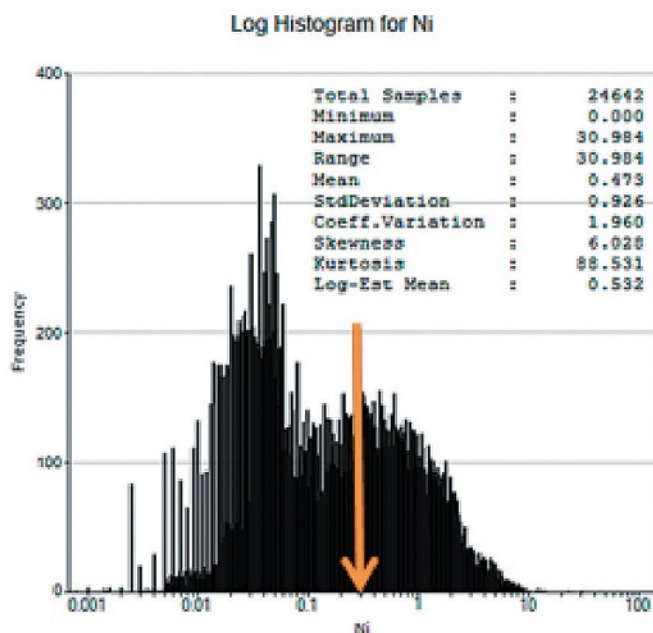 Log Histogram for Ni
400
300
200
100
0
Frequency
Total Samples : 24642
Minimum : 0.000
Maximum : 30.984
Range : 30.984
Mean : 0.473
StdDeviation : 0.926
Coeff.Variation : 1.960
Skewness : 6.028
Kurtosis : 88.531
Log-Est Mean : 0.532
0.001 0.01 0.1 1 10 100
Ni